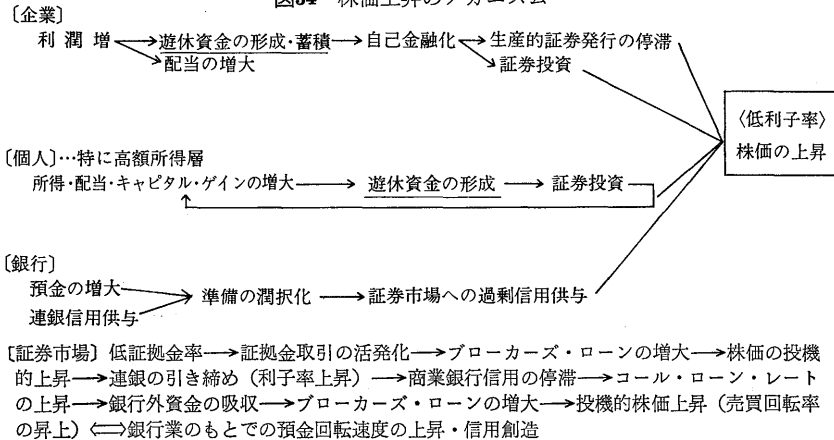 図34 株価上昇のメカニズム
〔企業〕
利潤増→遊休資金の形成・蓄積→自己金融化→生産的証券発行の停滞
→配当の増大 →証券投資
〈低利子率〉
株価の上昇
〔個人〕…特に高額所得層
所得・配当・キャピタル・ゲインの増大→遊休資金の形成→証券投資
〔銀行〕
預金の増大
準備の潤択化→証券市場への過剰信用供与
連銀信用供与
〔証券市場〕低証拠金率→証拠金取引の活発化→ブローカーズ・ローンの増大→株価の投機
的上昇→連銀の引き締め（利子率上昇）→商業銀行信用の停滞→コール・ローン・レート
の上昇→銀行外資金の吸収→ブローカーズ・ローンの増大→投機的株価上昇（売買回転率
の昇上）⟺銀行業のもとでの預金回転速度の上昇・信用創造